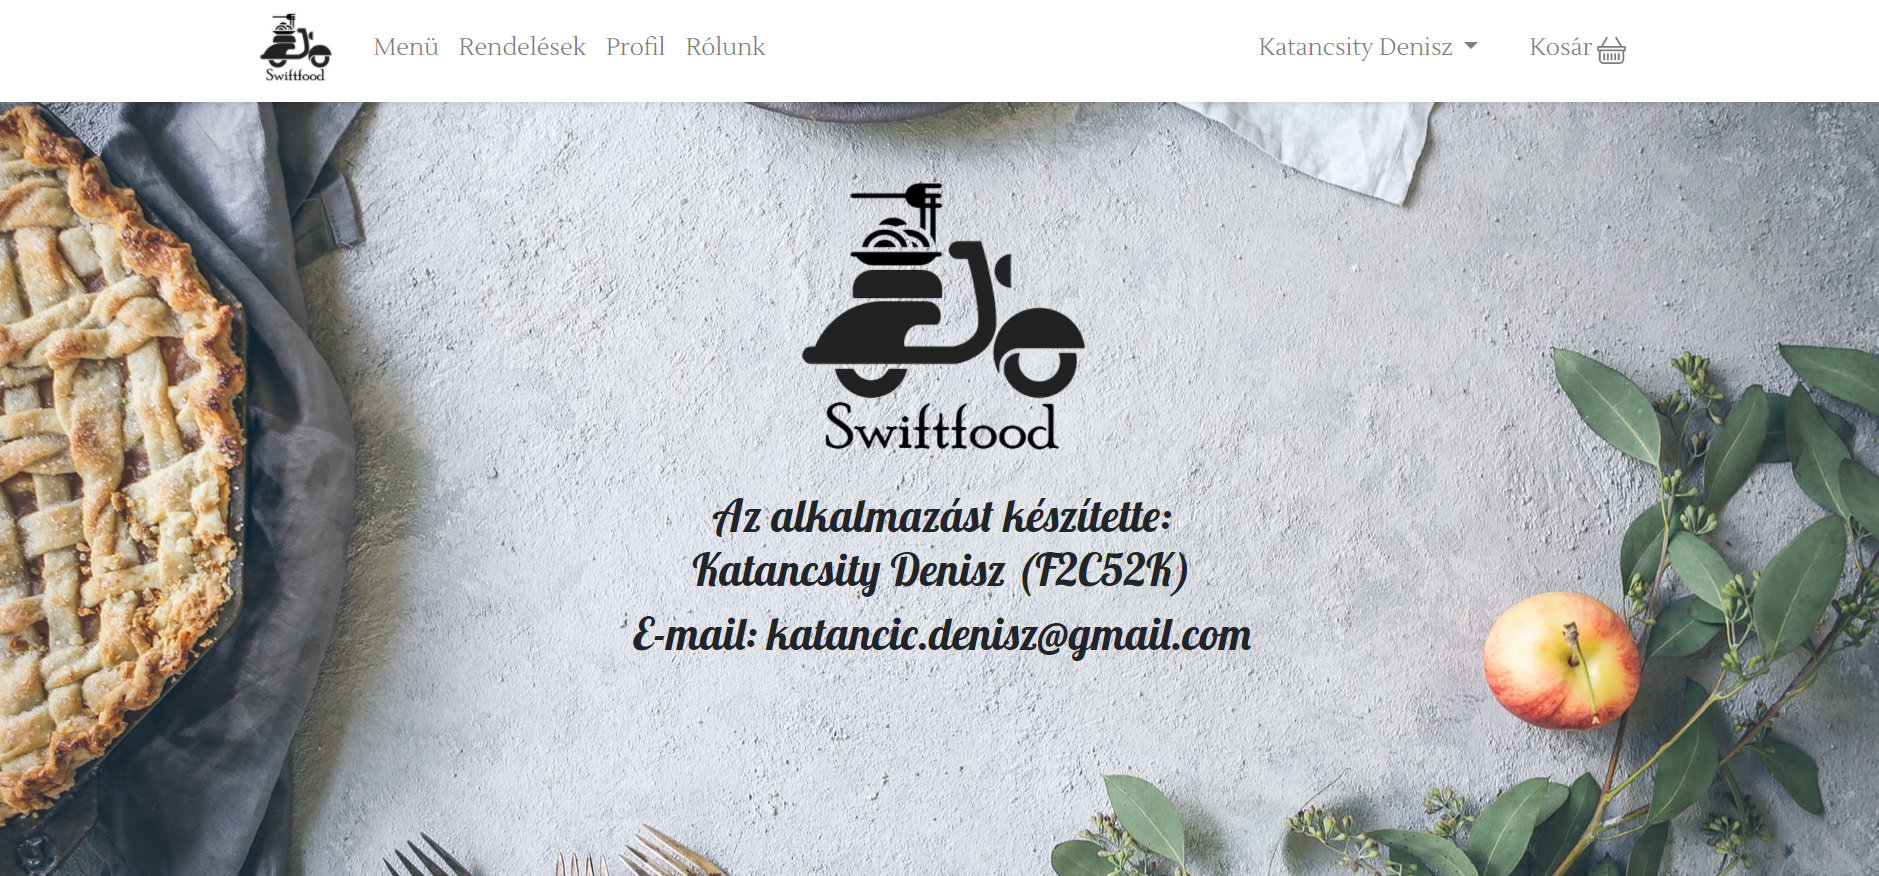 Swiftfood
Menü Rendelések Profil Rólunk
Katancsity Denisz
Kosár
Swiftfood
Az alkalmazást készítette:
Katancsity Denisz (F2C52K)
E-mail: katancic.denisz@gmail.com